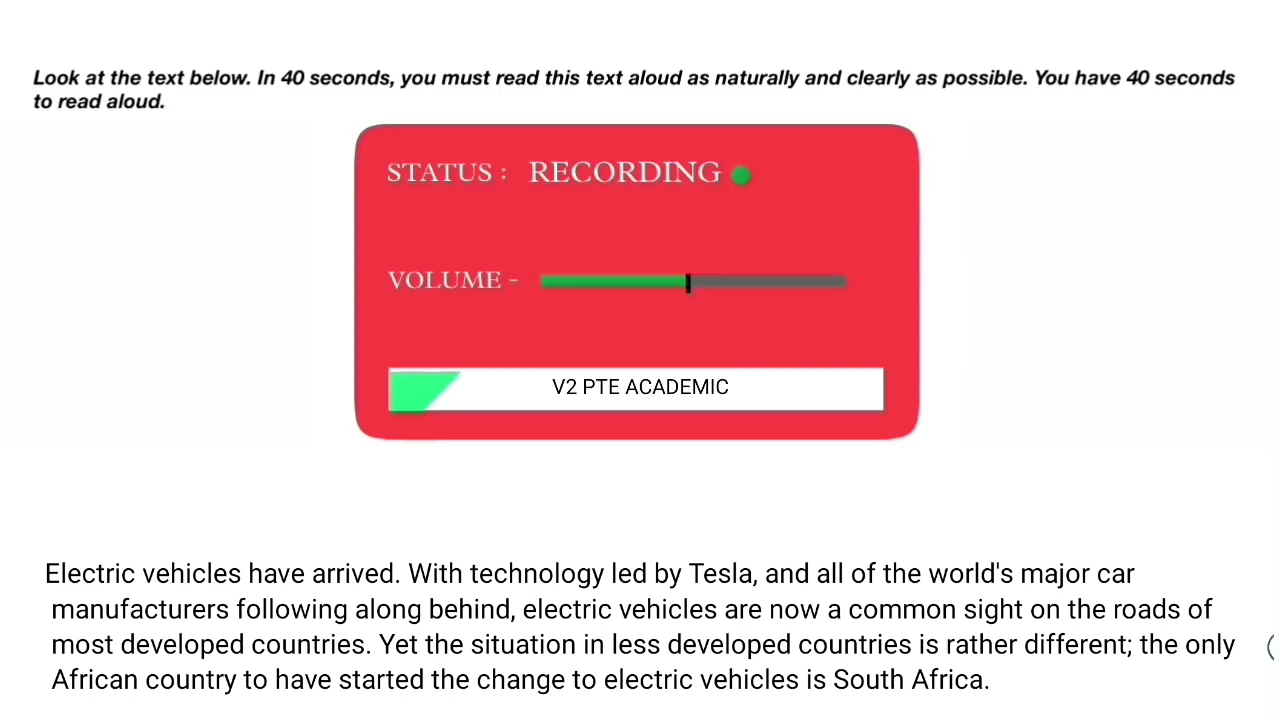 Look at the text below. In 40 seconds, you must read this text aloud as naturally and clearly as possible. You have 40 seconds
to read aloud.
STATUS : RECORDING
VOLUME -
V2 PTE ACADEMIC
Electric vehicles have arrived. With technology led by Tesla, and all of the world's major car
manufacturers following along behind, electric vehicles are now a common sight on the roads of
most developed countries. Yet the situation in less developed countries is rather different; the only
African country to have started the change to electric vehicles is South Africa.